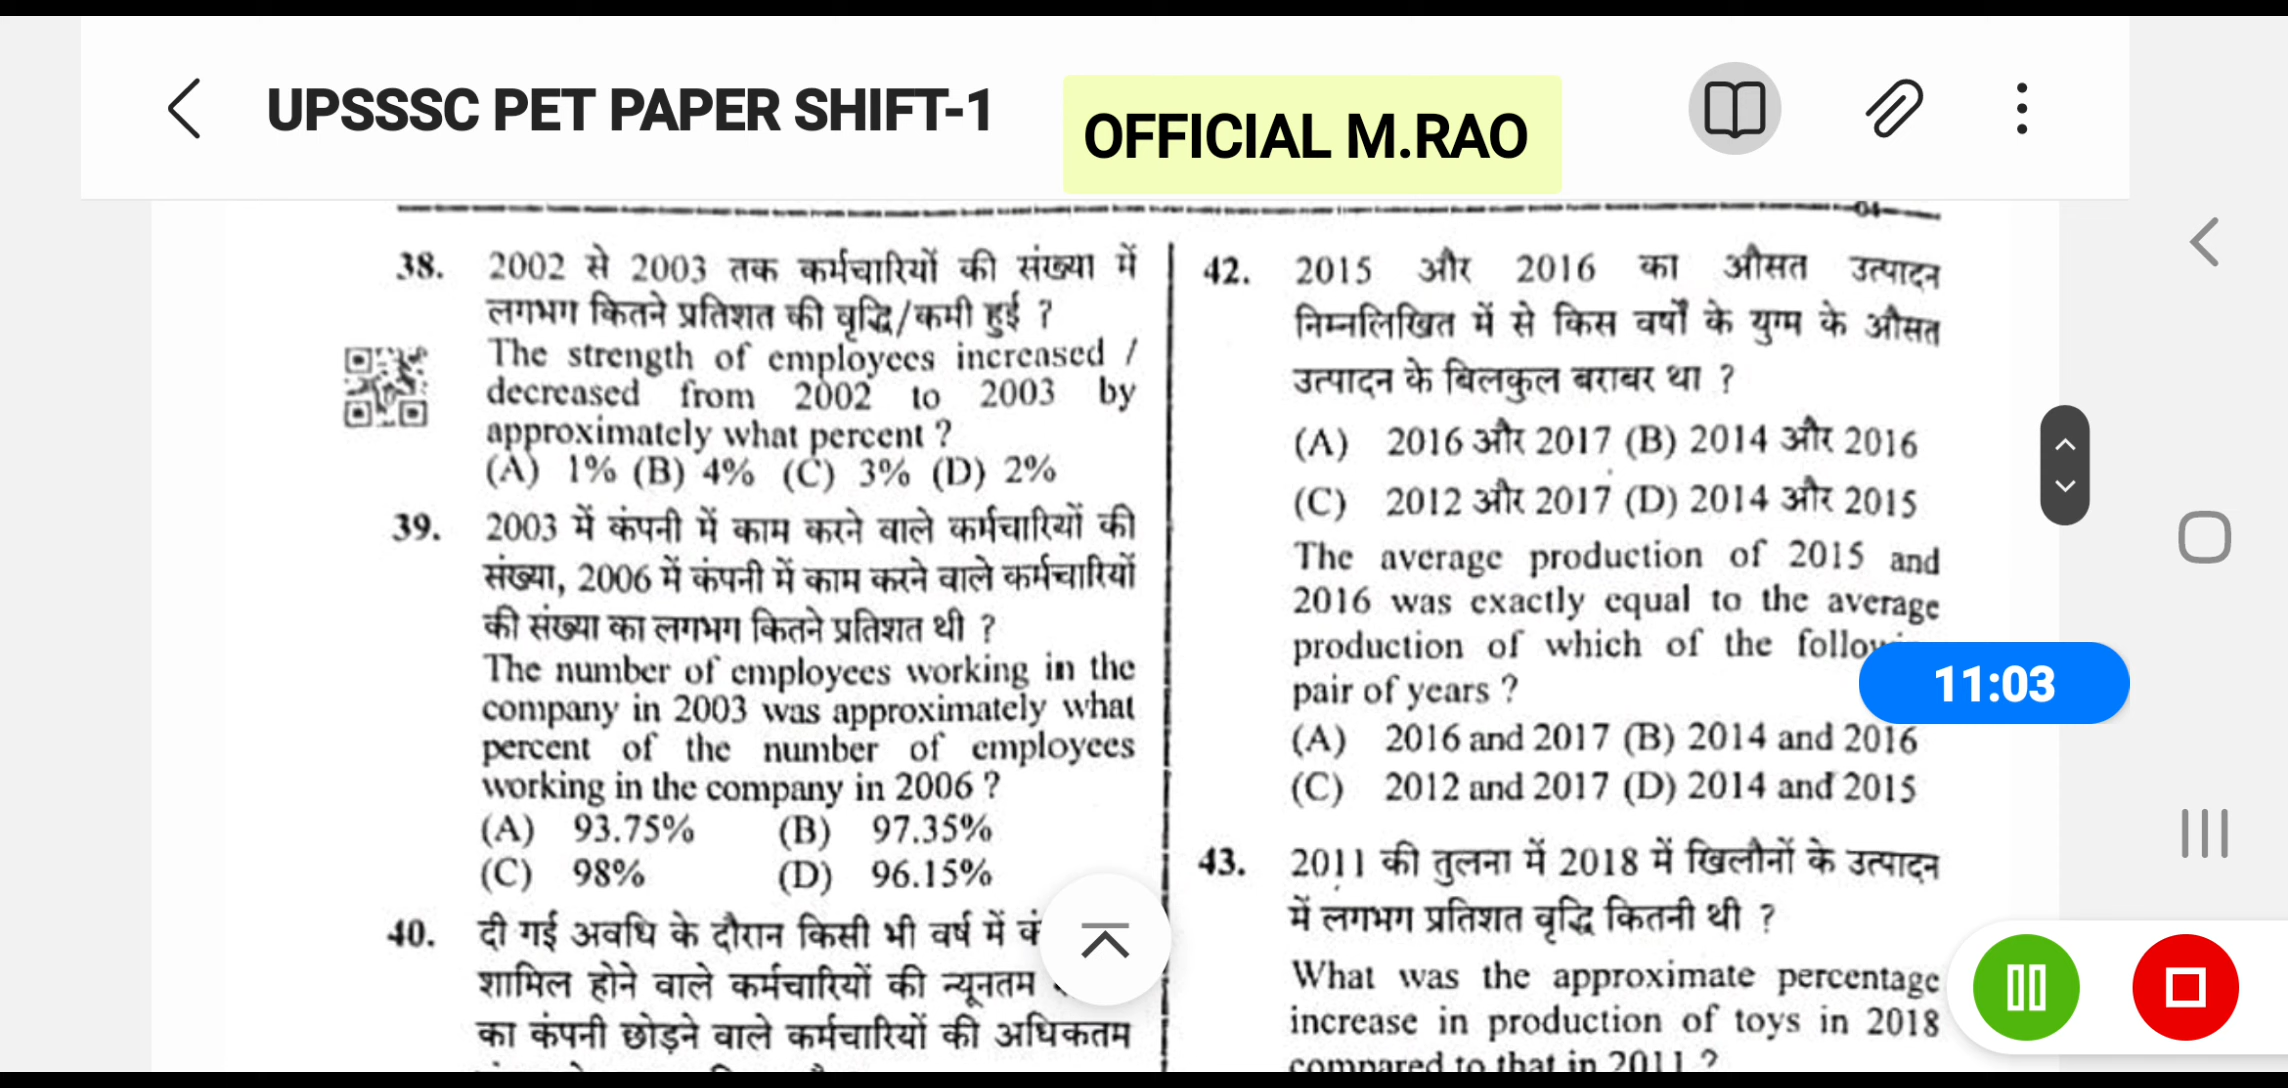 UPSSSC PET PAPER SHIFT-1
OFFICIAL M.RAO
38. 2002 से 2003 तक कर्मचारियों की संख्या में
लगभग कितने प्रतिशत की वृद्धि/कमी हुई ?
The strength of employees increased /
decreased from 2002 to 2003 by
approximately what percent ?
(A) 1% (B) 4% (C) 3% (D) 2%
39. 2003 में कंपनी में काम करने वाले कर्मचारियों की
संख्या, 2006 में कंपनी में काम करने वाले कर्मचारियों
की संख्या का लगभग कितने प्रतिशत थी ?
The number of employees working in the
company in 2003 was approximately what
percent of the number of employees
working in the company in 2006 ?
(A) 93.75% (B) 97.35%
(C) 98% (D) 96.15%
40. दी गई अवधि के दौरान किसी भी वर्ष में
शामिल होने वाले कर्मचारियों की न्यूनतम
का कंपनी छोड़ने वाले कर्मचारियों की अधिकतम
42. 2015 और 2016 का औसत उत्पादन
निम्नलिखित में से किस वर्षों के युग्म के औसत
उत्पादन के बिलकुल बराबर था ?
(A) 2016 और 2017 (B) 2014 और 2016
(C) 2012 और 2017 (D) 2014 और 2015
The average production of 2015 and
2016 was exactly equal to the average
production of which of the
pair of years ?
(A) 2016 and 2017 (B) 2014 and 2016
(C) 2012 and 2017 (D) 2014 and 2015
43. 2011 की तुलना में 2018 में खिलौनों के उत्पादन
में लगभग प्रतिशत वृद्धि कितनी थी ?
What was the approximate percentage
increase in production of toys in 2018
compared to that in 2011 ?
11:03